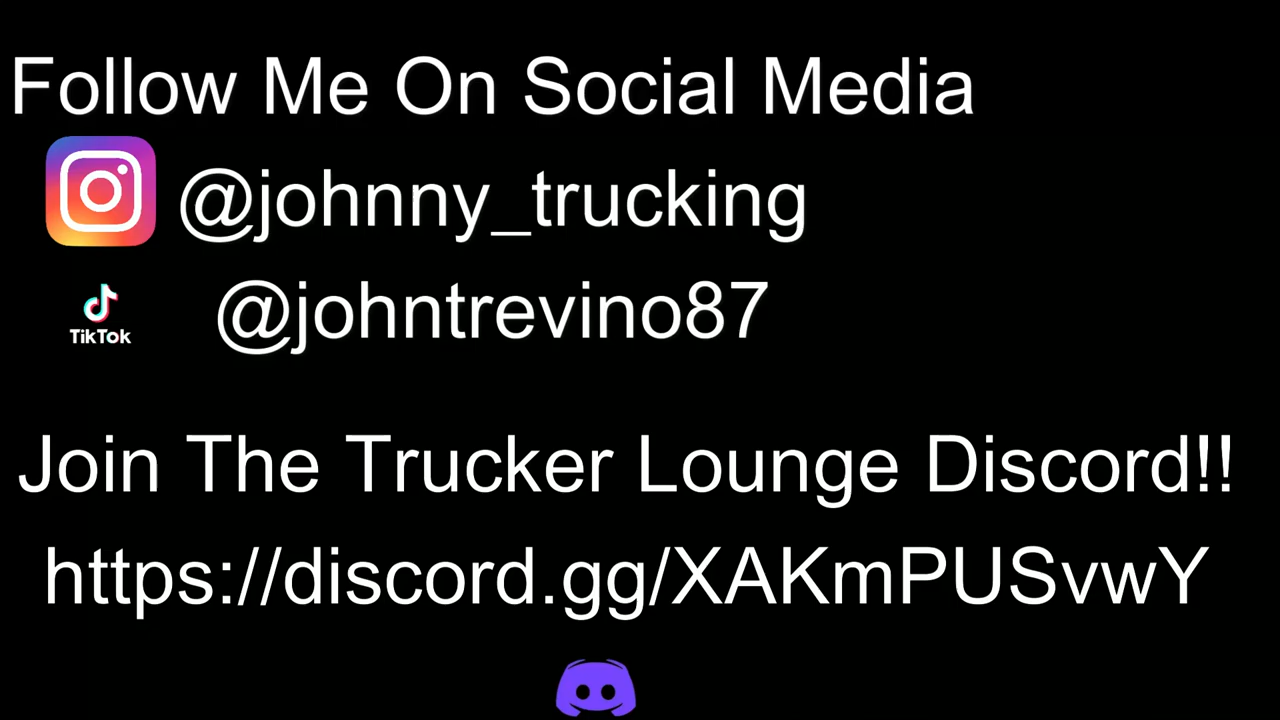 Follow Me On Social Media
@johnny_trucking
TikTok @johntrevino87
Join The Trucker Lounge Discord!!
https://discord.gg/XAKmPUSvwY